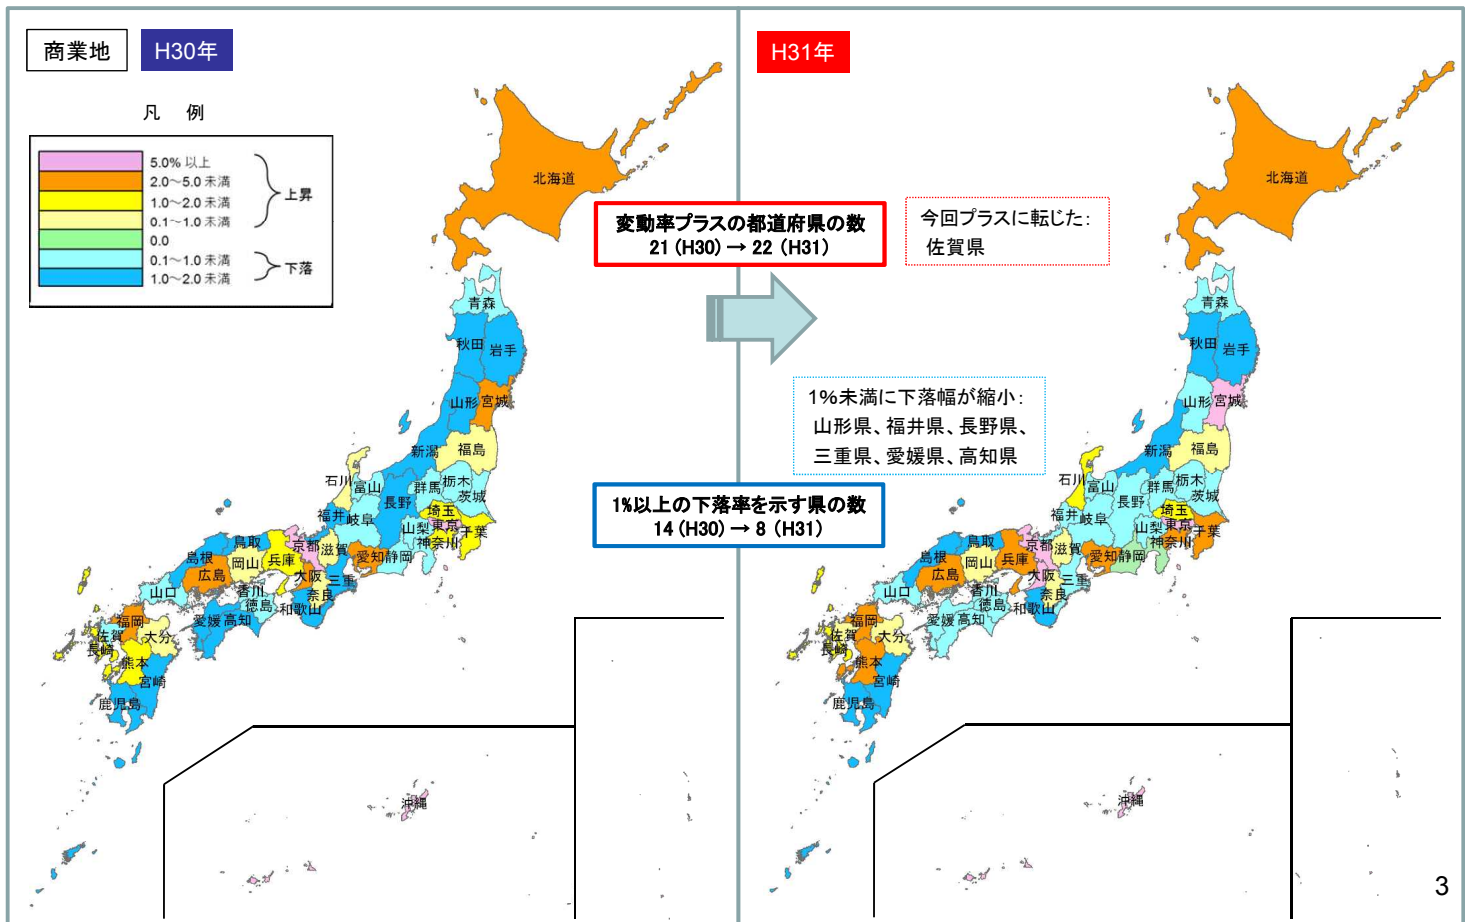 商業地
H30年
凡 例
5.0% 以上
2.0～5.0 未満
1.0～2.0 未満
0.1～1.0 未満
0.0
0.1～1.0 未満
1.0～2.0 未満
上昇
下落
北海道
青森
秋田
岩手
山形
宮城
新潟
福島
石川
富山
群馬
栃木
茨城
長野
福井
岐阜
埼玉
東京
千葉
山梨
神奈川
愛知
静岡
鳥取
京都
滋賀
島根
岡山
兵庫
広島
大阪
三重
奈良
山口
香川
徳島
和歌山
愛媛
高知
福岡
佐賀
大分
長崎
熊本
宮崎
鹿児島
沖縄
変動率プラスの都道府県の数
21 (H30) → 22 (H31)
1%以上の下落率を示す県の数
14 (H30) → 8 (H31)
H31年
今回プラスに転じた：
佐賀県
1%未満に下落幅が縮小：
山形県、福井県、長野県、
三重県、愛媛県、高知県
北海道
青森
秋田
岩手
山形
宮城
新潟
福島
石川
富山
群馬
栃木
茨城
長野
福井
岐阜
埼玉
東京
千葉
山梨
神奈川
愛知
静岡
鳥取
京都
滋賀
島根
岡山
兵庫
広島
大阪
三重
奈良
山口
香川
徳島
和歌山
愛媛
高知
福岡
佐賀
大分
長崎
熊本
宮崎
鹿児島
沖縄
3